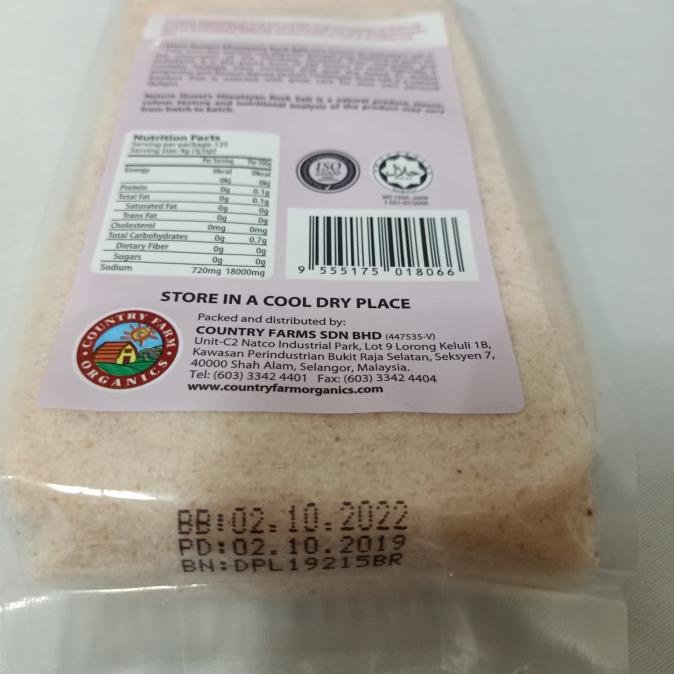 Nature Queen's Himalayan Rock Salt is a natural product. Hence,
colour, texture and nutritional analysis of the product may vary
from batch to batch.
Nutrition Facts
Serving per package: 125
Serving size: 4g
Per Serving Per 100g
Energy 0kcal 0kcal
0kj 0kj
Protein 0g 0.1g
Total Fat 0g 0.1g
Saturated Fat 0g 0g
Trans Fat 0g 0g
Cholesterol 0mg 0mg
Total Carbohydrates 0g 0.7g
Dietary Fiber 0g 0g
Sugars 0g 0g
Sodium 720mg 18000mg
ISO
حلال
9 555175 018066
STORE IN A COOL DRY PLACE
Packed and distributed by:
COUNTRY FARMS SDN BHD (447535-V)
Unit-C2 Natco Industrial Park, Lot 9 Lorong Keluli 1B,
Kawasan Perindustrian Bukit Raja Selatan, Seksyen 7,
40000 Shah Alam, Selangor, Malaysia.
Tel: (603) 3342 4401 Fax: (603) 3342 4404
www.countryfarmorganics.com
COUNTRY FARM
ORGANICS
BB:02.10.2022
PD:02.10.2019
BN:DPL19215BR